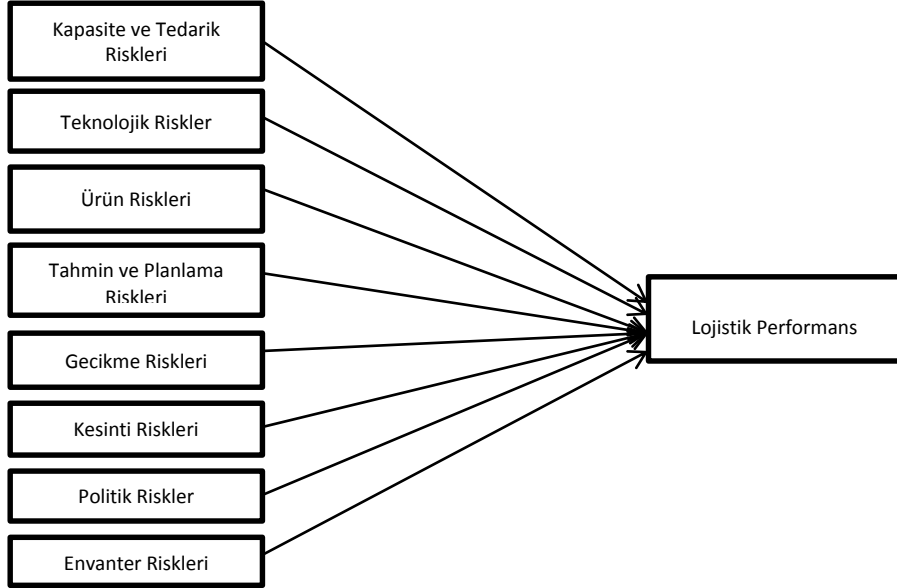 Kapasite ve Tedarik
Riskleri
Teknolojik Riskler
Ürün Riskleri
Tahmin ve Planlama
Riskleri
Lojistik Performans
Gecikme Riskleri
Kesinti Riskleri
Politik Riskler
Envanter Riskleri